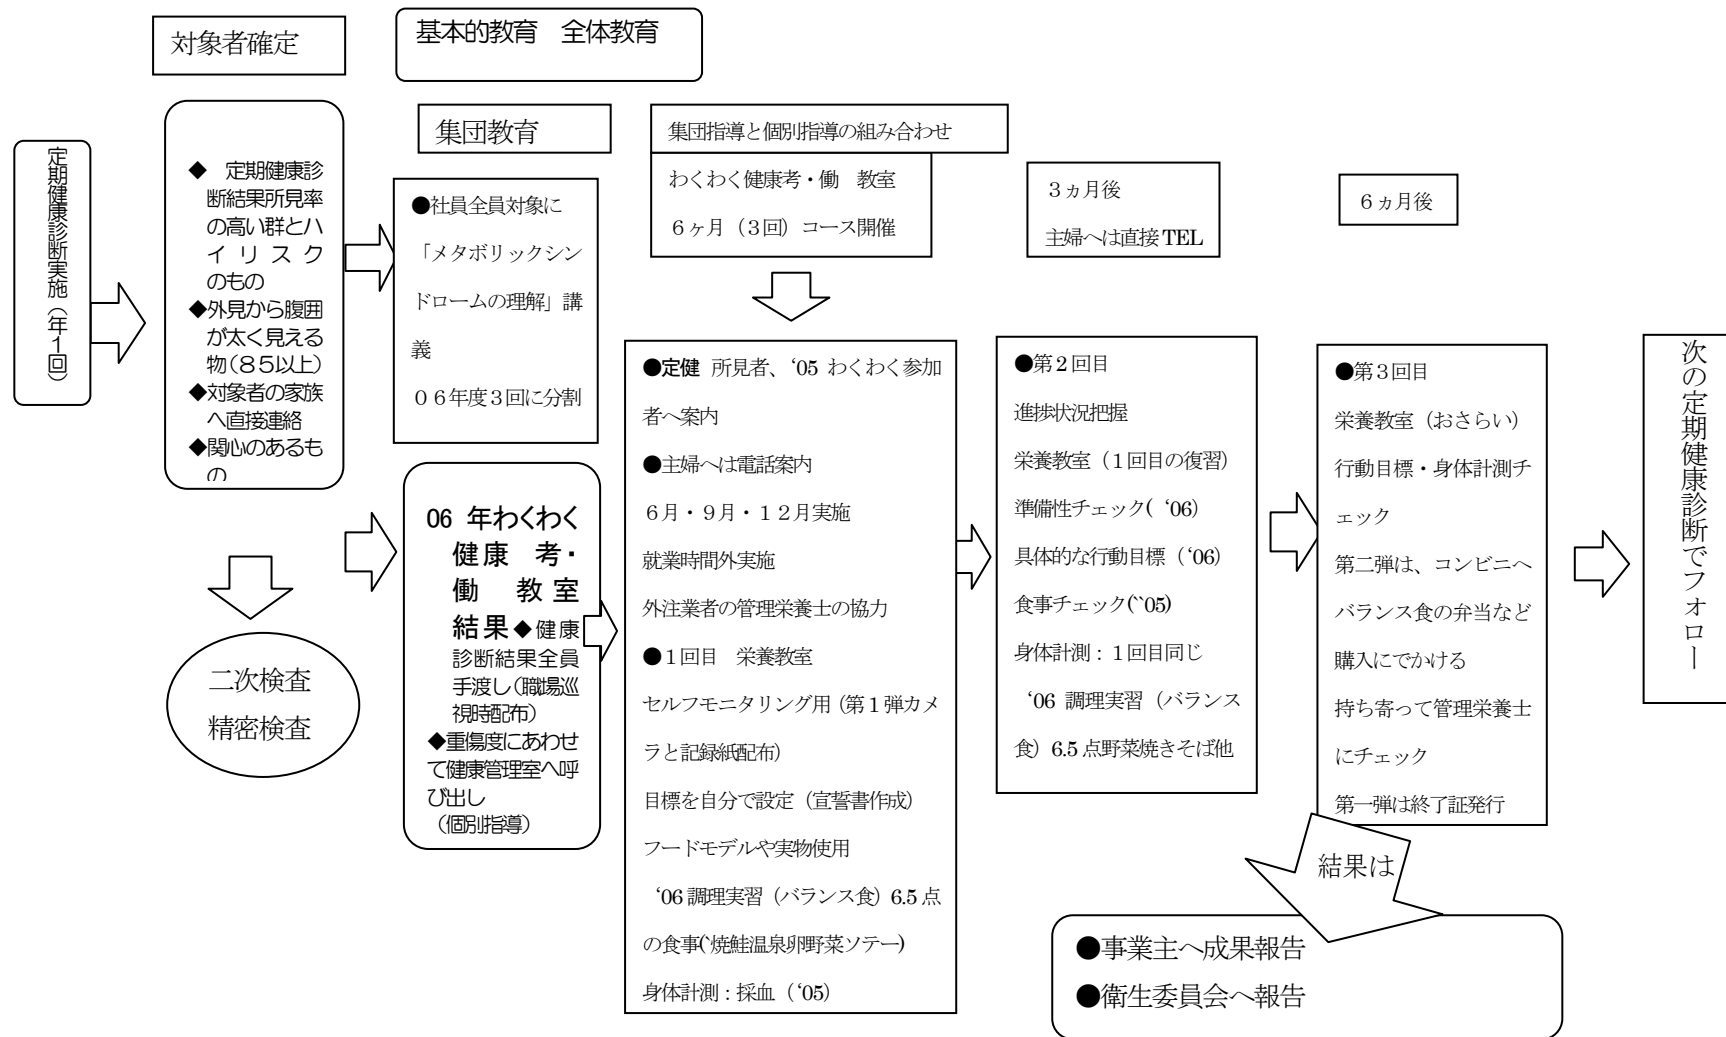 対象者確定
基本的教育　全体教育
定期健康診断実施（年1回）
◆　定期健康診
断結果所見率
の高い群とハ
イリスク
のもの
◆外見から腹囲
が太く見える
物（８５以上）
◆対象者の家族
へ直接連絡
◆関心のあるも
の
二次検査
精密検査
集団教育
●社員全員対象に
「メタボリックシン
ドロームの理解」講
義
０６年度３回に分割
06 年わくわく
健康　考・
働　教室
結果◆健康
診断結果全員
手渡し（職場巡
視時配布）
◆重傷度にあわせ
て健康管理室へ呼
び出し
（個別指導）
集団指導と個別指導の組み合わせ
わくわく健康考・働　教室
６ヶ月（３回）コース開催
●定健 所見者、‘05 わくわく参加
者へ案内
●主婦へは電話案内
６月・９月・１２月実施
就業時間外実施
外注業者の管理栄養士の協力
●１回目　栄養教室
セルフモニタリング用（第１弾カメ
ラと記録紙配布）
目標を自分で設定（宣誓書作成）
フードモデルや実物使用
‘06 調理実習（バランス食）6.5 点
の食事(`焼鮭温泉卵野菜ソテー)
身体計測：採血（‘05）
３ヵ月後
主婦へは直接 TEL
●第２回目
進捗状況把握
栄養教室（１回目の復習）
準備性チェック( ‘06)
具体的な行動目標（‘06）
食事チェック(``05)
身体計測：１回目同じ
‘06 調理実習（バランス
食）6.5 点野菜焼きそば他
６ヵ月後
●第３回目
栄養教室（おさらい）
行動目標・身体計測チ
ェック
第二弾は、コンビニへ
バランス食の弁当など
購入にでかける
持ち寄って管理栄養士
にチェック
第一弾は終了証発行
結果は
●事業主へ成果報告
●衛生委員会へ報告
次の定期健康診断でフォロー